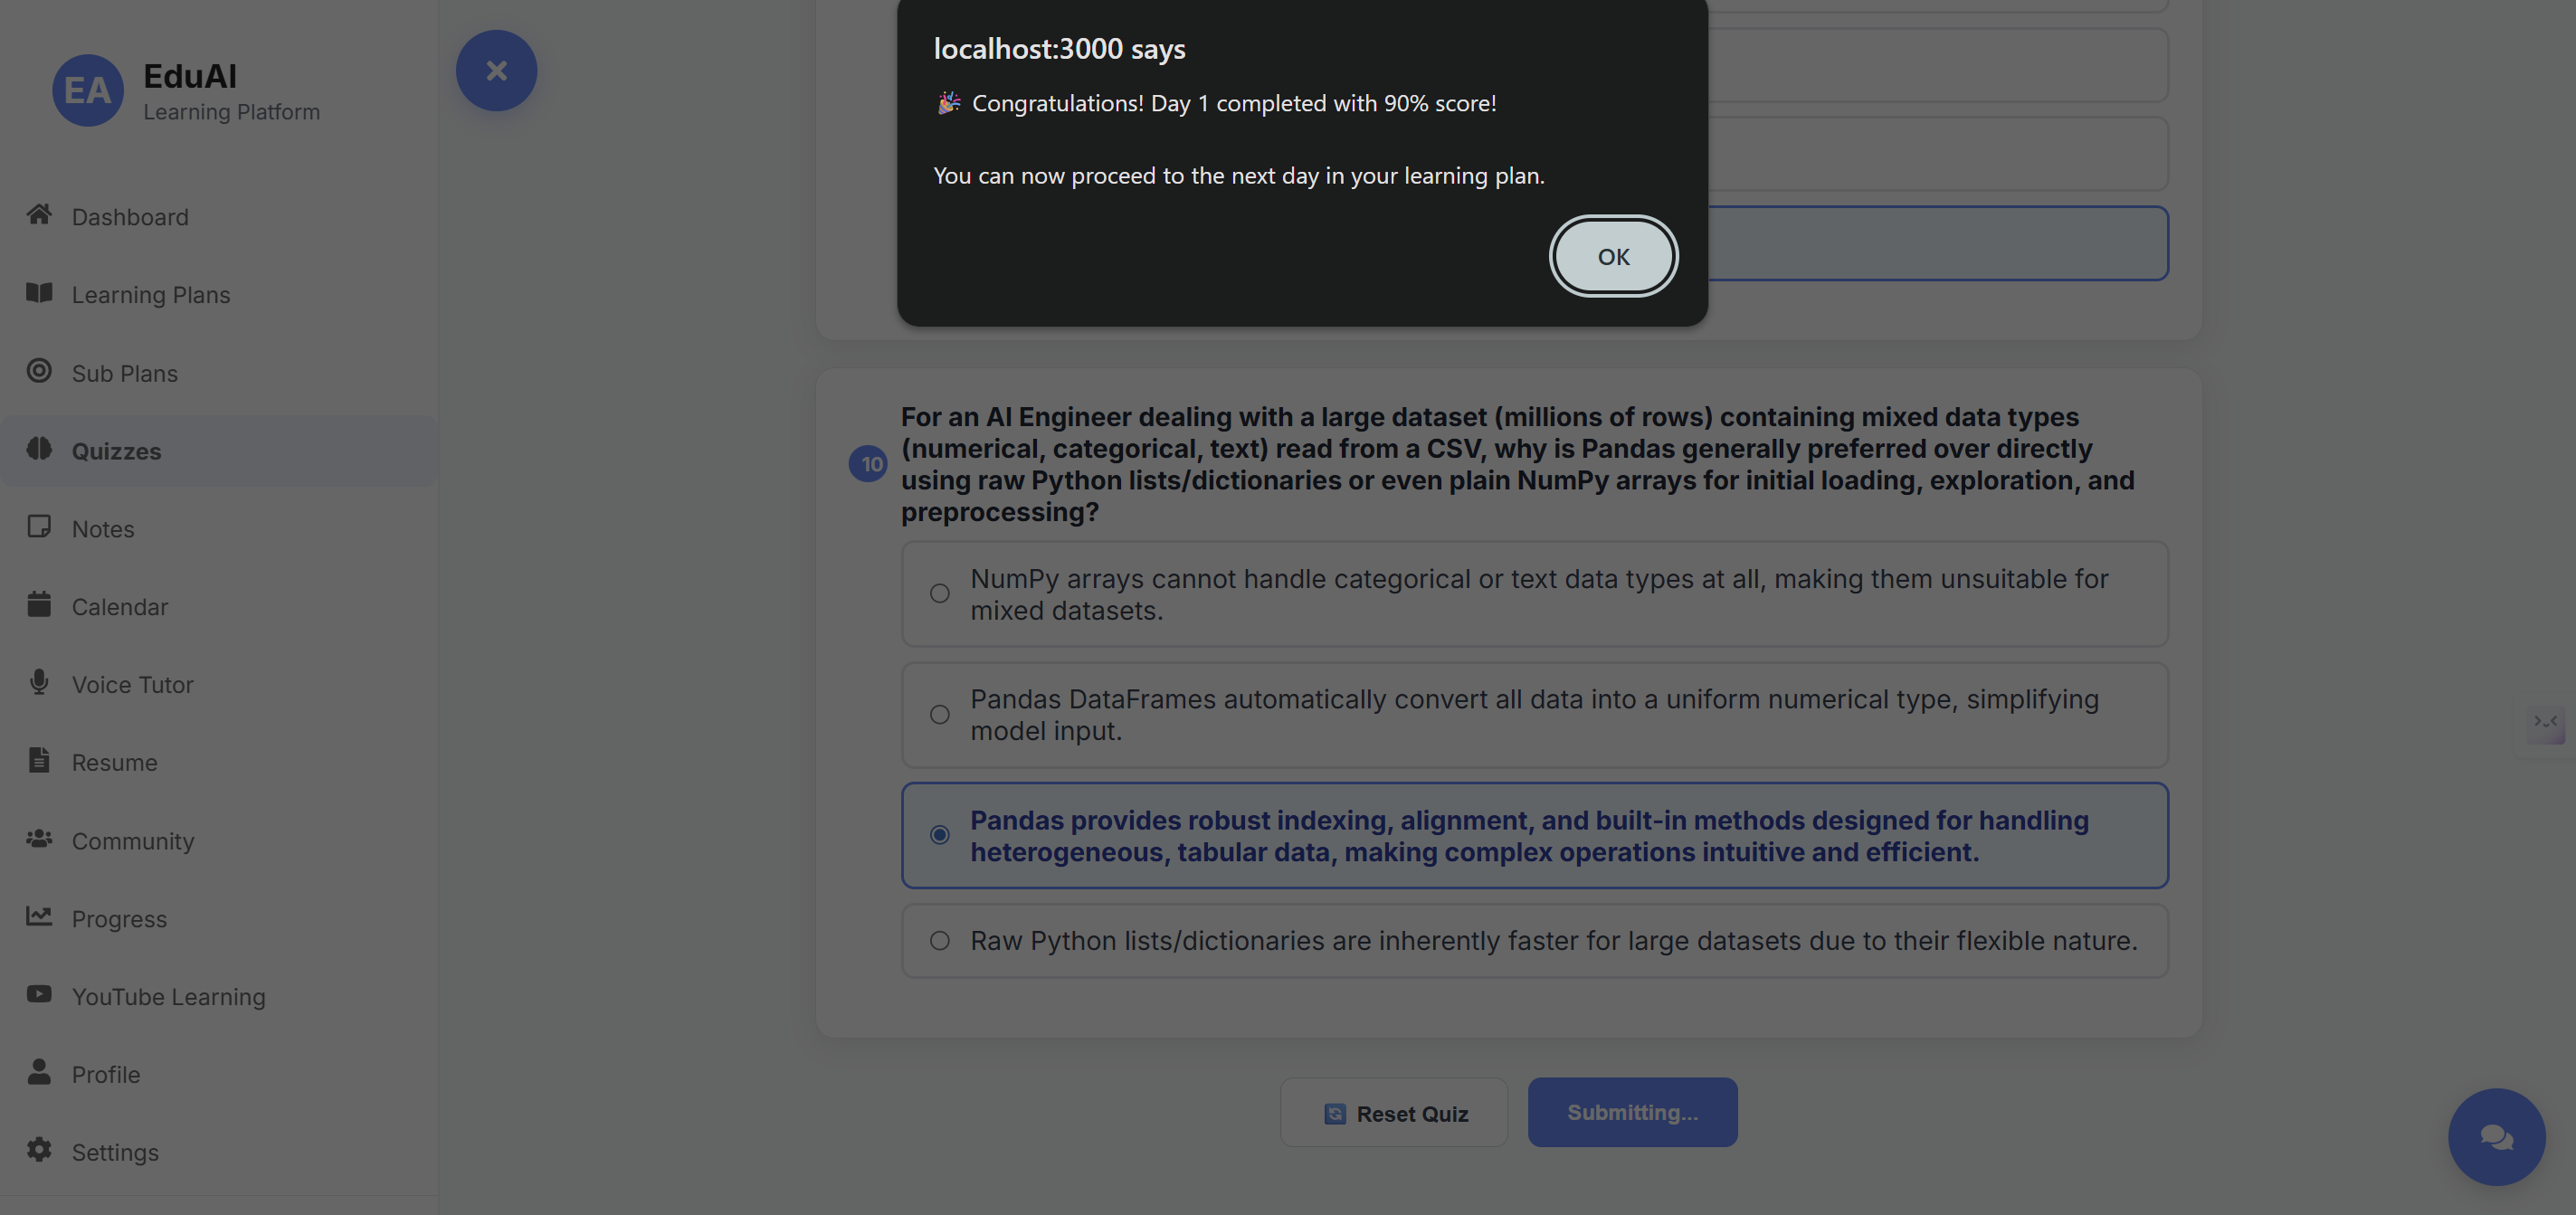 EA
EduAI
Learning Platform
Dashboard
Learning Plans
Sub Plans
Quizzes
Notes
Calendar
Voice Tutor
Resume
Community
Progress
YouTube Learning
Profile
Settings
localhost:3000 says
🎉 Congratulations! Day 1 completed with 90% score!
You can now proceed to the next day in your learning plan.
OK
10
For an AI Engineer dealing with a large dataset (millions of rows) containing mixed data types
(numerical, categorical, text) read from a CSV, why is Pandas generally preferred over directly
using raw Python lists/dictionaries or even plain NumPy arrays for initial loading, exploration, and
preprocessing?
NumPy arrays cannot handle categorical or text data types at all, making them unsuitable for
mixed datasets.
Pandas DataFrames automatically convert all data into a uniform numerical type, simplifying
model input.
Pandas provides robust indexing, alignment, and built-in methods designed for handling
heterogeneous, tabular data, making complex operations intuitive and efficient.
Raw Python lists/dictionaries are inherently faster for large datasets due to their flexible nature.
Reset Quiz
Submitting...